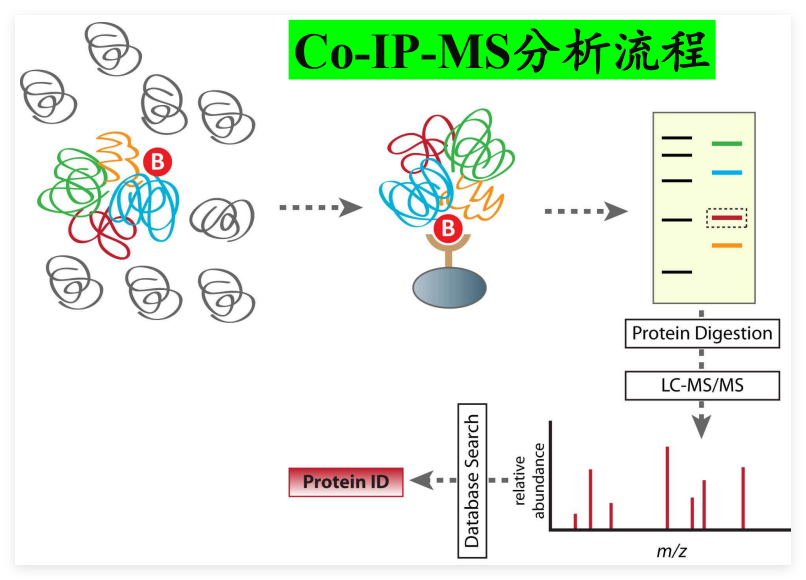 Co-IP-MS分析流程
B
B
Protein Digestion
LC-MS/MS
relative
abundance
m/z
Database Search
Protein ID